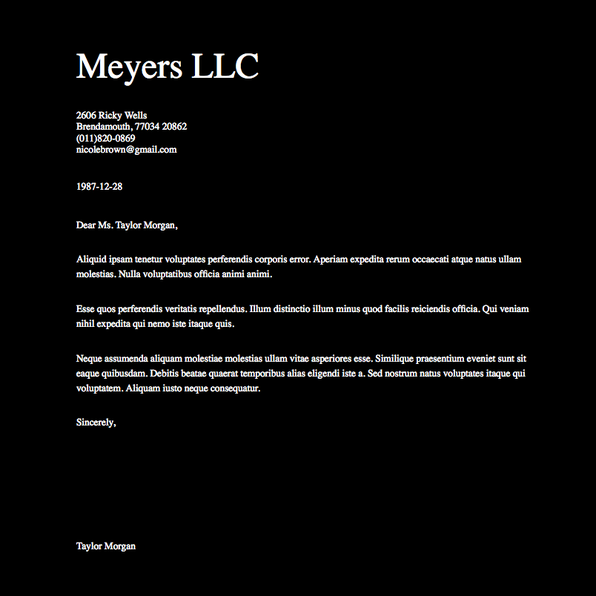 Meyers LLC
2606 Ricky Wells
Brendamouth, 77034 20862
(011)820-0869
nicolebrown@gmail.com
1987-12-28
Dear Ms. Taylor Morgan,
Aliquid ipsam tenetur voluptates perferendis corporis error. Aperiam expedita rerum occaecati atque natus ullam
molestias. Nulla voluptatibus officia animi animi.
Esse quos perferendis veritatis repellendus. Illum distinctio illum minus quod facilis reiciendis officia. Qui veniam
nihil expedita qui nemo iste itaque quis.
Neque assumenda aliquam molestiae molestias ullam vitae asperiores esse. Similique praesentium eveniet sunt sit
eaque quibusdam. Debitis beatae quaerat temporibus alias eligendi iste a. Sed nostrum natus voluptates itaque qui
voluptatem. Aliquam iusto neque consequatur.
Sincerely,
Taylor Morgan